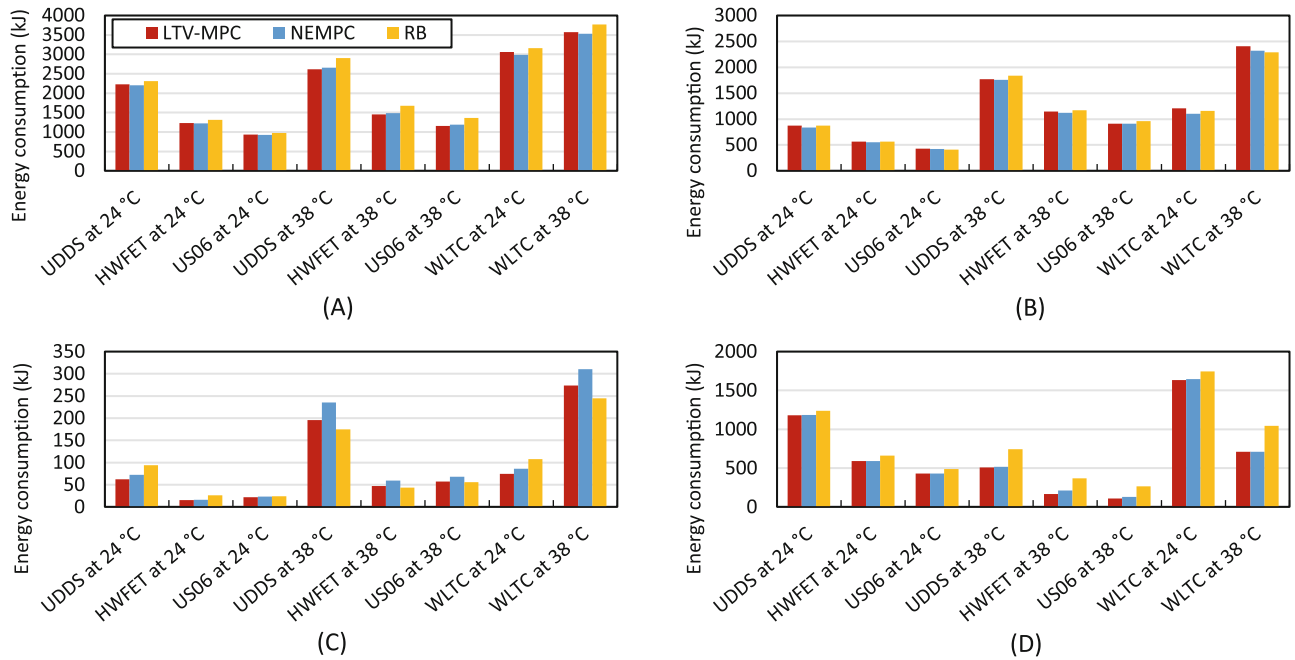 Energy consumption (kJ)
4000
3500
3000
2500
2000
1500
1000
500
0
LTV-MPC NEMPC RB
UDDS at 24 °C
HWFET at 24 °C
US06 at 24 °C
UDDS at 38 °C
HWFET at 38 °C
US06 at 38 °C
WLTC at 24 °C
WLTC at 38 °C
(A)
Energy consumption (kJ)
3000
2500
2000
1500
1000
500
0
UDDS at 24 °C
HWFET at 24 °C
US06 at 24 °C
UDDS at 38 °C
HWFET at 38 °C
US06 at 38 °C
WLTC at 24 °C
WLTC at 38 °C
(B)
Energy consumption (kJ)
350
300
250
200
150
100
50
0
UDDS at 24 °C
HWFET at 24 °C
US06 at 24 °C
UDDS at 38 °C
HWFET at 38 °C
US06 at 38 °C
WLTC at 24 °C
WLTC at 38 °C
(C)
Energy consumption (kJ)
2000
1500
1000
500
0
UDDS at 24 °C
HWFET at 24 °C
US06 at 24 °C
UDDS at 38 °C
HWFET at 38 °C
US06 at 38 °C
WLTC at 24 °C
WLTC at 38 °C
(D)